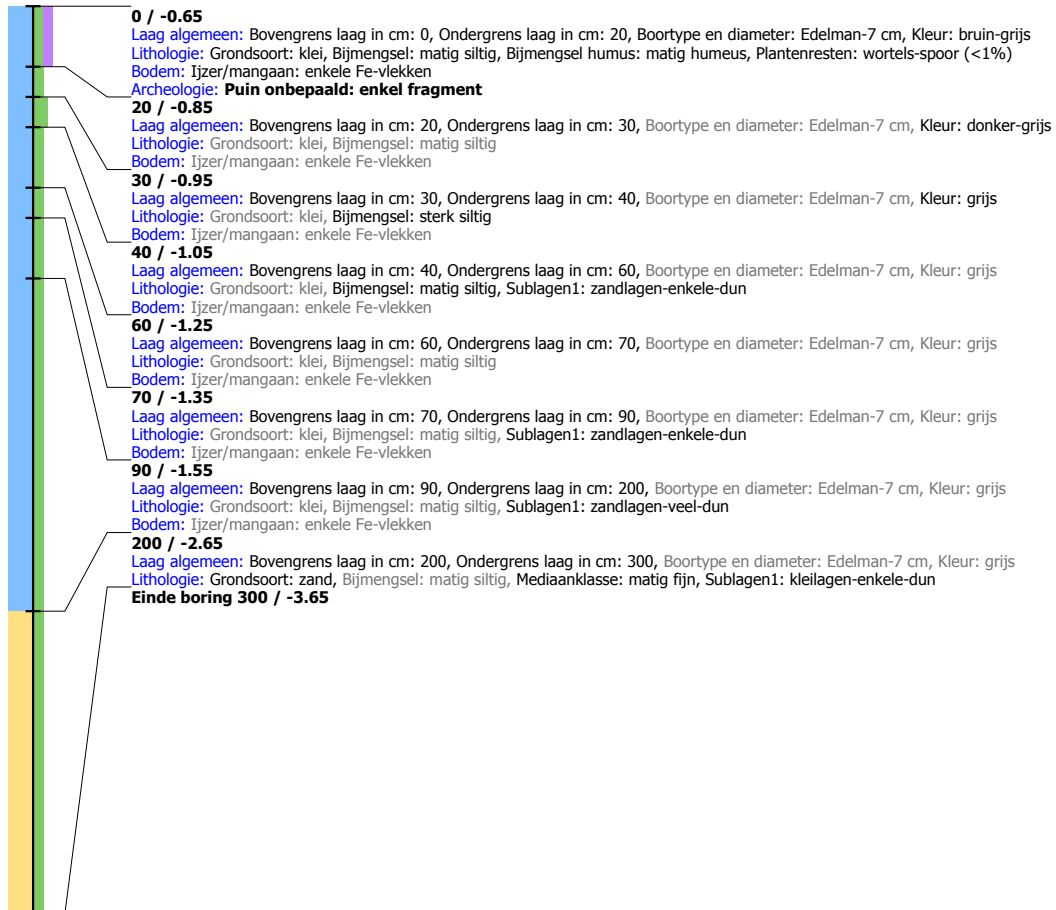 0 / -0.65
Laag algemeen: Bovengrens laag in cm: 0, Ondergrens laag in cm: 20, Boortype en diameter: Edelman-7 cm, Kleur: bruin-grijs
Lithologie: Grondsoort: klei, Bijmengsel: matig siltig, Bijmengsel humus: matig humeus, Plantenresten: wortels-spoor (<1%)
Bodem: Ijzer/mangaan: enkele Fe-vlekken
Archeologie: Puin onbepaald: enkel fragment
20 / -0.85
Laag algemeen: Bovengrens laag in cm: 20, Ondergrens laag in cm: 30, Boortype en diameter: Edelman-7 cm, Kleur: donker-grijs
Lithologie: Grondsoort: klei, Bijmengsel: matig siltig
Bodem: Ijzer/mangaan: enkele Fe-vlekken
30 / -0.95
Laag algemeen: Bovengrens laag in cm: 30, Ondergrens laag in cm: 40, Boortype en diameter: Edelman-7 cm, Kleur: grijs
Lithologie: Grondsoort: klei, Bijmengsel: sterk siltig
Bodem: Ijzer/mangaan: enkele Fe-vlekken
40 / -1.05
Laag algemeen: Bovengrens laag in cm: 40, Ondergrens laag in cm: 60, Boortype en diameter: Edelman-7 cm, Kleur: grijs
Lithologie: Grondsoort: klei, Bijmengsel: matig siltig, Sublagen1: zandlagen-enkele-dun
Bodem: Ijzer/mangaan: enkele Fe-vlekken
60 / -1.25
Laag algemeen: Bovengrens laag in cm: 60, Ondergrens laag in cm: 70, Boortype en diameter: Edelman-7 cm, Kleur: grijs
Lithologie: Grondsoort: klei, Bijmengsel: matig siltig
Bodem: Ijzer/mangaan: enkele Fe-vlekken
70 / -1.35
Laag algemeen: Bovengrens laag in cm: 70, Ondergrens laag in cm: 90, Boortype en diameter: Edelman-7 cm, Kleur: grijs
Lithologie: Grondsoort: klei, Bijmengsel: matig siltig, Sublagen1: zandlagen-enkele-dun
Bodem: Ijzer/mangaan: enkele Fe-vlekken
90 / -1.55
Laag algemeen: Bovengrens laag in cm: 90, Ondergrens laag in cm: 200, Boortype en diameter: Edelman-7 cm, Kleur: grijs
Lithologie: Grondsoort: klei, Bijmengsel: matig siltig, Sublagen1: zandlagen-veel-dun
Bodem: Ijzer/mangaan: enkele Fe-vlekken
200 / -2.65
Laag algemeen: Bovengrens laag in cm: 200, Ondergrens laag in cm: 300, Boortype en diameter: Edelman-7 cm, Kleur: grijs
Lithologie: Grondsoort: zand, Bijmengsel: matig siltig, Mediaanklasse: matig fijn, Sublagen1: kleilagen-enkele-dun
Einde boring 300 / -3.65